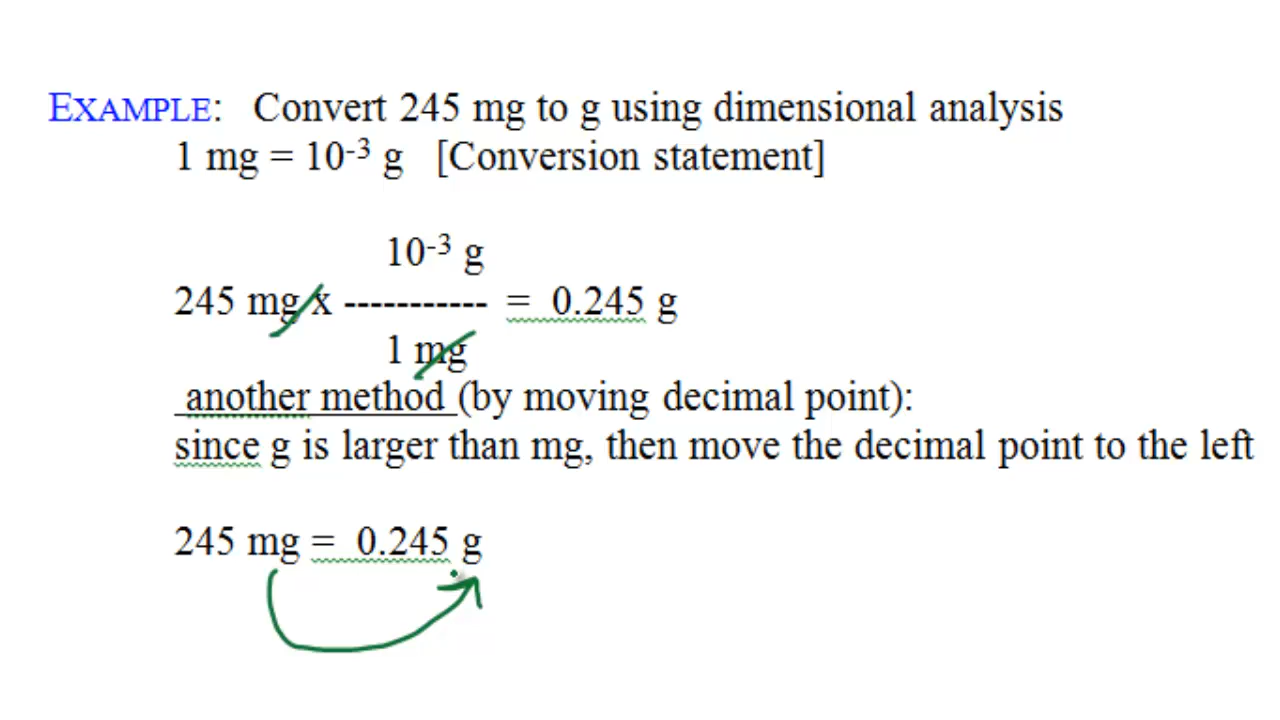 EXAMPLE: Convert 245 mg to g using dimensional analysis
1 mg = 10⁻³ g [Conversion statement]
10⁻³ g
245 mg x ----------- = 0.245 g
1 mg
another method (by moving decimal point):
since g is larger than mg, then move the decimal point to the left
245 mg = 0.245 g